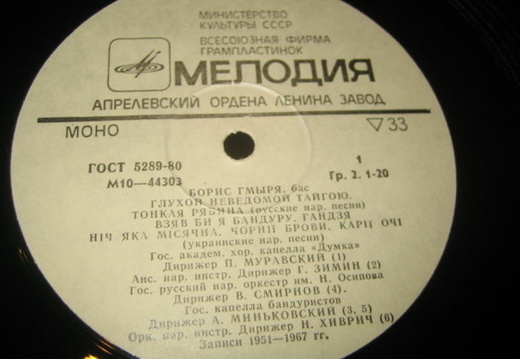 МИНИСТЕРСТВО
КУЛЬТУРЫ СССР
ВСЕСОЮЗНАЯ ФИРМА
ГРАМПЛАСТИНОК
МЕЛОДИЯ
АПРЕЛЕВСКИЙ ОРДЕНА ЛЕНИНА ЗАВОД
МОНО ▽33
ГОСТ 5289-80 1
М10—44303 Гр. 2. 1-20
БОРИС ГМЫРЯ, бас
ГЛУХОЙ НЕВЕДОМОЙ ТАЙГОЮ.
ТОНКАЯ РЯБИНА (русские нар. песни)
ВЗЯВ БИ Я БАНДУРУ. ГАНДЗЯ
НІЧ ЯКА МІСЯЧНА. ЧОРНІЇ БРОВИ, КАРІЇ ОЧІ
(украинские нар. песни)
Гос. академ. хор. капелла «Думка»
Дирижер П. МУРАВСКИЙ (1)
Анс. нар. инстр. Дирижер Г. ЗИМИН (2)
Гос. русский нар. оркестр им. Н. Осипова
Дирижер В. СМИРНОВ (4).
Гос. капелла бандуристов
Дирижер А. МИНЬКОВСКИЙ (3, 5)
Орк. нар. инстр. Дирижер Н. ХИВРИЧ (6)
Записи 1951—1967 гг.